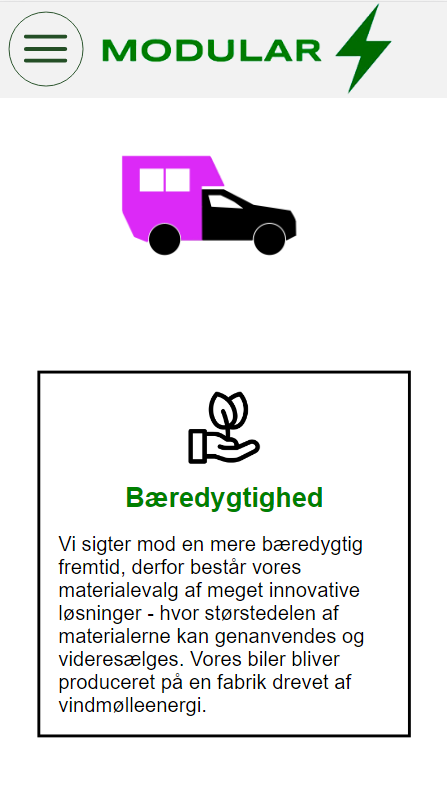 MODULAR
Bæredygtighed
Vi sigter mod en mere bæredygtig
fremtid, derfor består vores
materialevalg af meget innovative
løsninger - hvor størstedelen af
materialerne kan genanvendes og
videresælges. Vores biler bliver
produceret på en fabrik drevet af
vindmølleenergi.